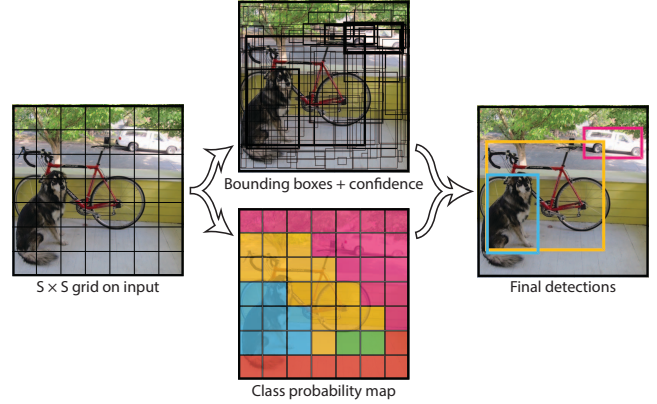 Bounding boxes + confidence
S × S grid on input
Final detections
Class probability map